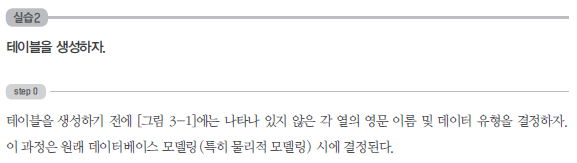 실습2
테이블을 생성하자.
step 0
테이블을 생성하기 전에 [그림 3-1]에는 나타나 있지 않은 각 열의 영문 이름 및 데이터 유형을 결정하자.
이 과정은 원래 데이터베이스 모델링(특히 물리적 모델링) 시에 결정된다.